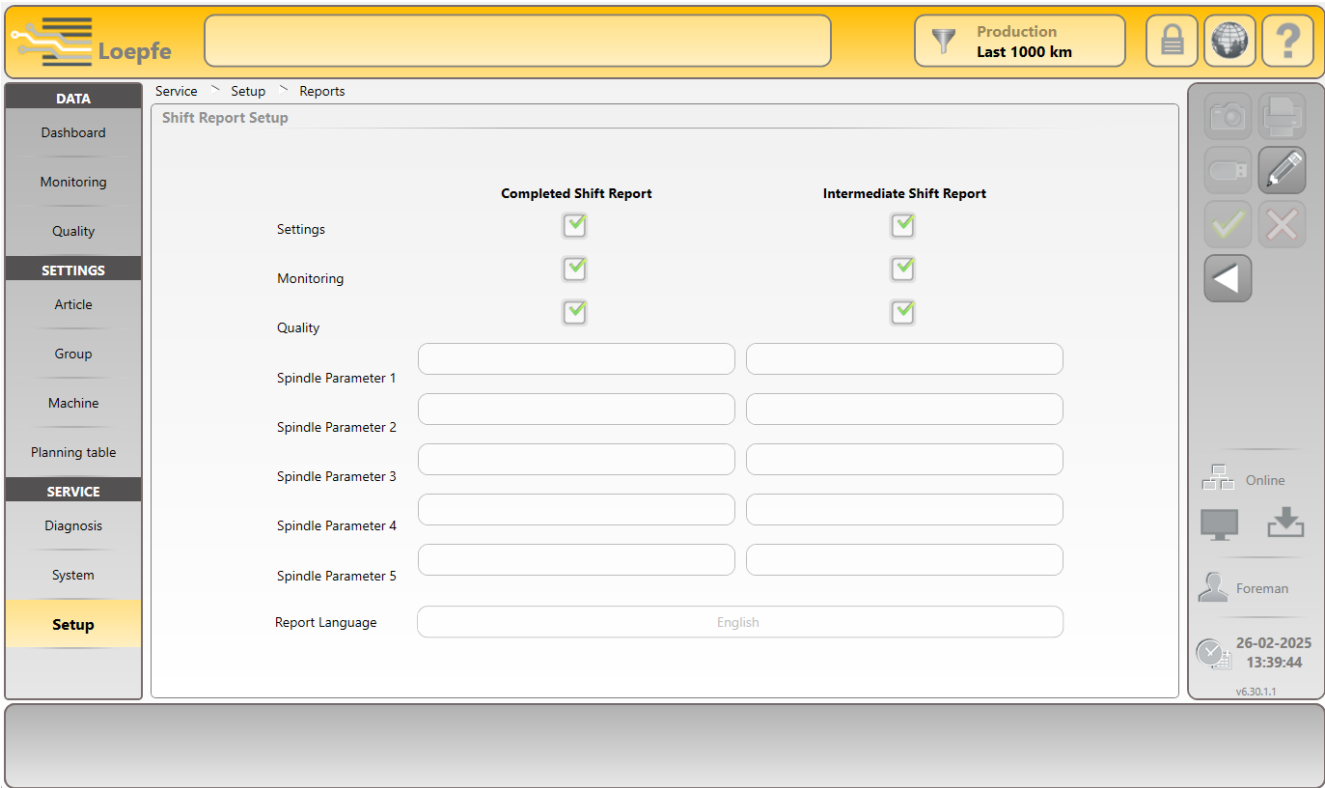 Loepfe
Production
Last 1000 km
?
DATA
Dashboard
Monitoring
Quality
SETTINGS
Article
Group
Machine
Planning table
SERVICE
Diagnosis
System
Setup
Service > Setup > Reports
Shift Report Setup
Completed Shift Report Intermediate Shift Report
Settings
Monitoring
Quality
Spindle Parameter 1
Spindle Parameter 2
Spindle Parameter 3
Spindle Parameter 4
Spindle Parameter 5
Report Language English
Online
Foreman
26-02-2025
13:39:44
v6.30.1.1